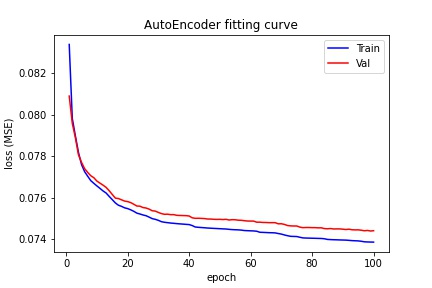 AutoEncoder fitting curve
Train
Val
loss (MSE)
0.082
0.080
0.078
0.076
0.074
0 20 40 60 80 100
epoch